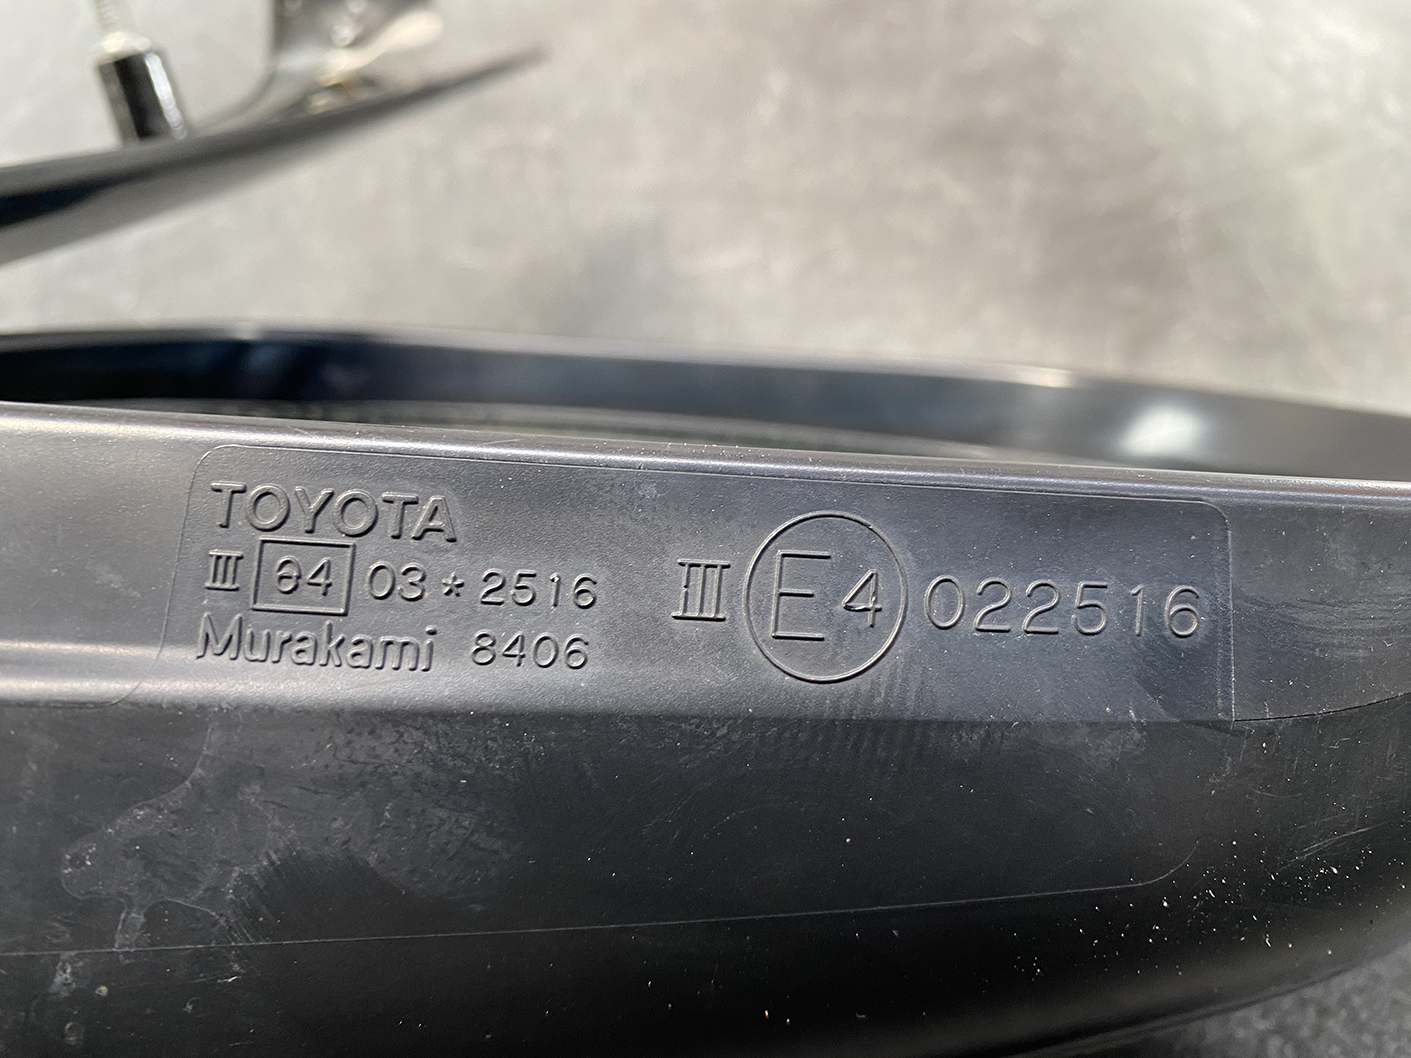 TOYOTA
III e4 03*2516
Murakami 8406
III E4 022516